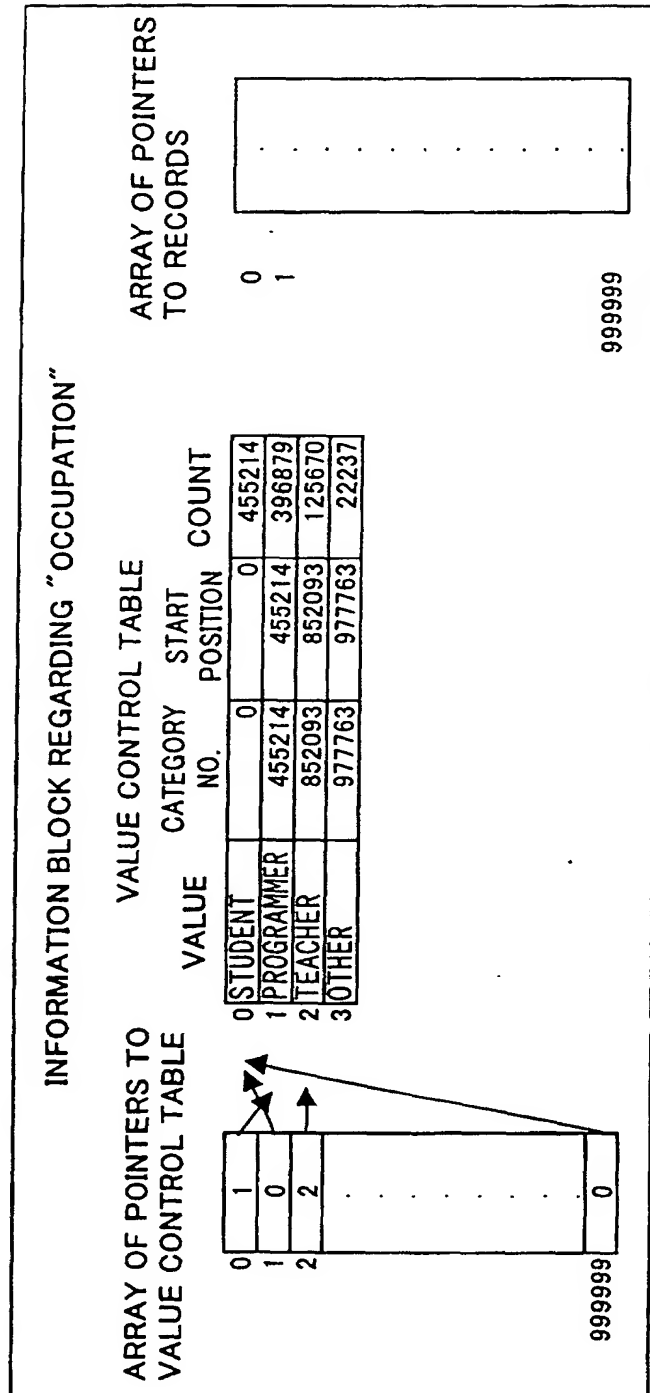 INFORMATION BLOCK REGARDING "OCCUPATION"
ARRAY OF POINTERS TO
VALUE CONTROL TABLE
0 1
1 0
2 2
. . . . . . . . . . .
999999 0
VALUE CONTROL TABLE
VALUE CATEGORY NO. START POSITION COUNT
0 STUDENT 0 0 455214
1 PROGRAMMER 455214 455214 396879
2 TEACHER 852093 852093 125670
3 OTHER 977763 977763 22237
ARRAY OF POINTERS
TO RECORDS
0
1
. . . . . . . . . . . .
999999